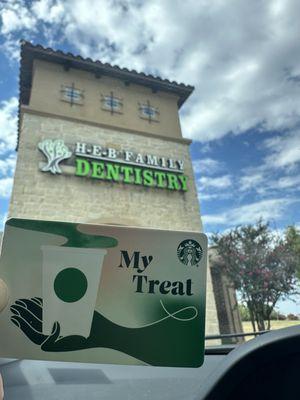 H-E-B FAMILY
DENTISTRY
My
Treat